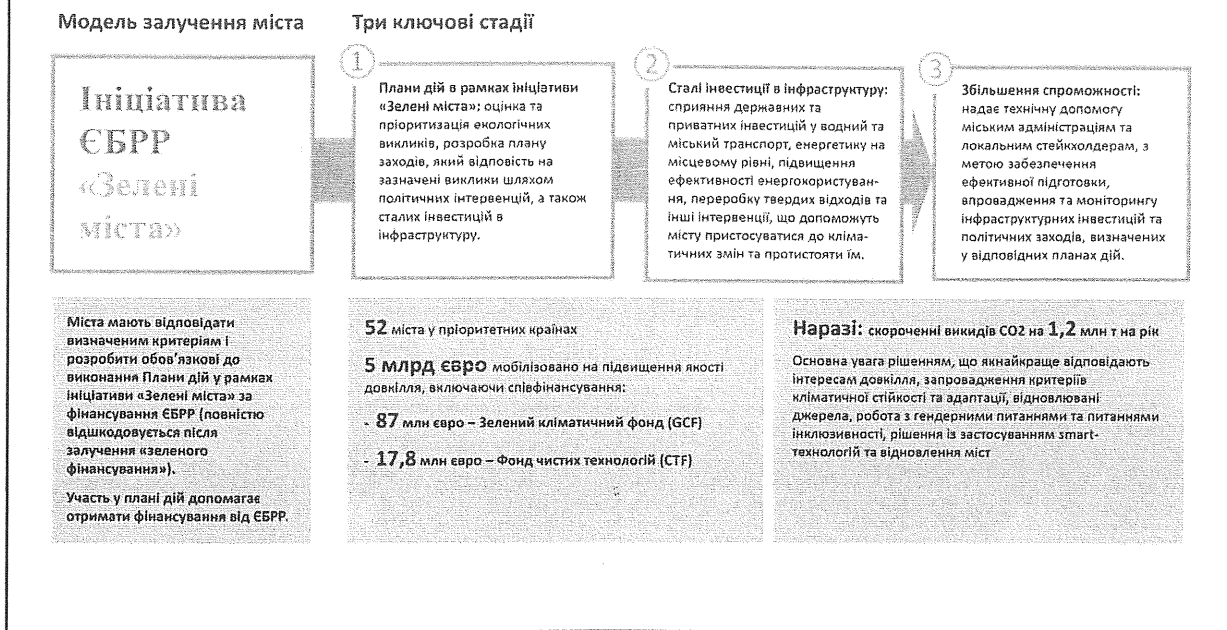 Модель залучення міста
Три ключові стадії
Ініціатива
ЄБРР
«Зелені
міста»
1
Плани дій в рамках ініціативи
«Зелені міста»: оцінка та
пріоритизація екологічних
викликів, розробка плану
заходів, який відповість на
зазначені виклики шляхом
політичних інтервенцій, а також
сталих інвестицій в
інфраструктуру.
2
Сталі інвестиції в інфраструктуру:
сприяння державних та
приватних інвестицій у водний та
міський транспорт, енергетику на
місцевому рівні, підвищення
ефективності енергокористуван-
ня, переробку твердих відходів та
інші інтервенції, що допоможуть
місту пристосуватися до кліма-
тичних змін та протистояти їм.
3
Збільшення спроможності:
надає технічну допомогу
міським адміністраціям та
локальним стейкхолдерам, з
метою забезпечення
ефективної підготовки,
впровадження та моніторингу
інфраструктурних інвестицій та
політичних заходів, визначених
у відповідних планах дій.
Міста мають відповідати
визначеним критеріям і
розробити обов’язкові до
виконання Плани дій у рамках
ініціативи «Зелені міста» за
фінансування ЄБРР (повністю
відшкодовується після
залучення «зеленого
фінансування»).
Участь у плані дій допомагає
отримати фінансування від ЄБРР.
52 міста у пріоритетних країнах
5 млрд євро мобілізовано на підвищення якості
довкілля, включаючи співфінансування:
- 87 млн євро – Зелений кліматичний фонд (GCF)
- 17,8 млн євро – Фонд чистих технологій (CTF)
Наразі: скороченні викидів СО2 на 1,2 млн т на рік
Основна увага рішенням, що якнайкраще відповідають
інтересам довкілля, запровадження критеріїв
кліматичної стійкості та адаптації, відновлювані
джерела, робота з гендерними питаннями та питаннями
інклюзивності, рішення із застосуванням smart-
технологій та відновлення міст